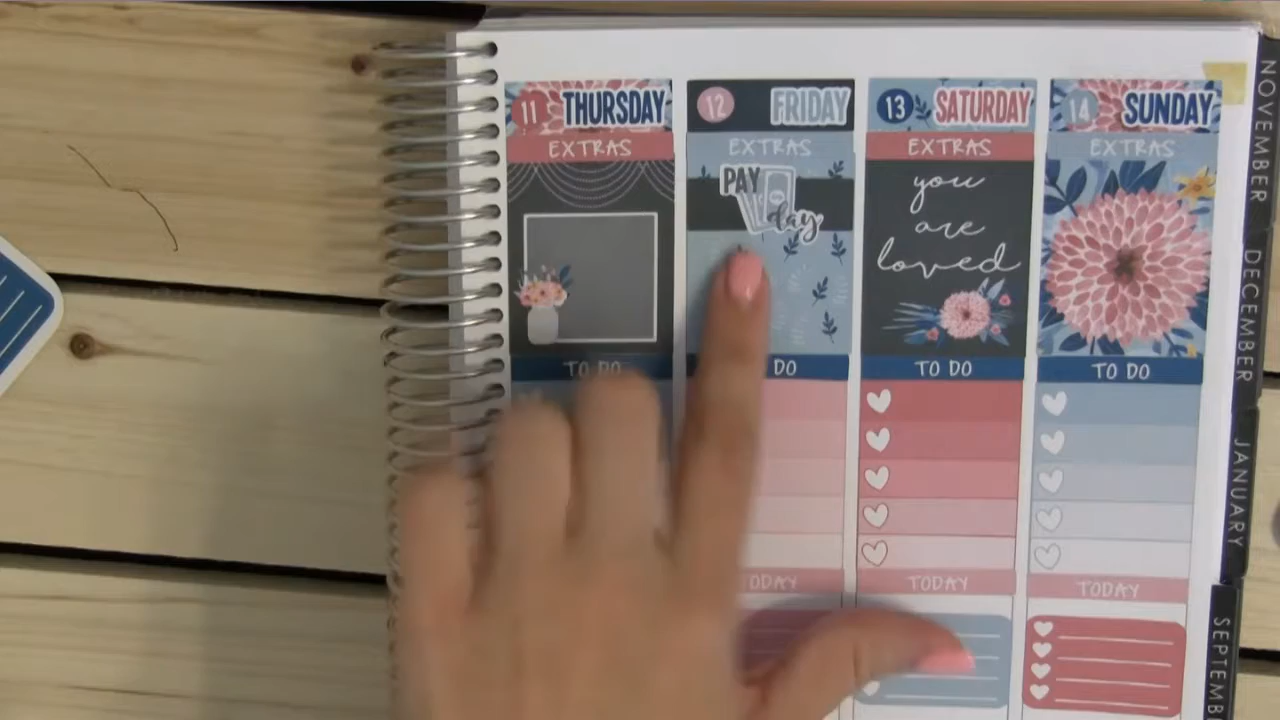 11 THURSDAY
EXTRAS
TO DO
12 FRIDAY
EXTRAS
PAY
day
DO
TODAY
13 SATURDAY
EXTRAS
you
are
loved
TO DO
TODAY
14 SUNDAY
EXTRAS
TO DO
TODAY
NOVEMBER
DECEMBER
JANUARY
SEPTEMB